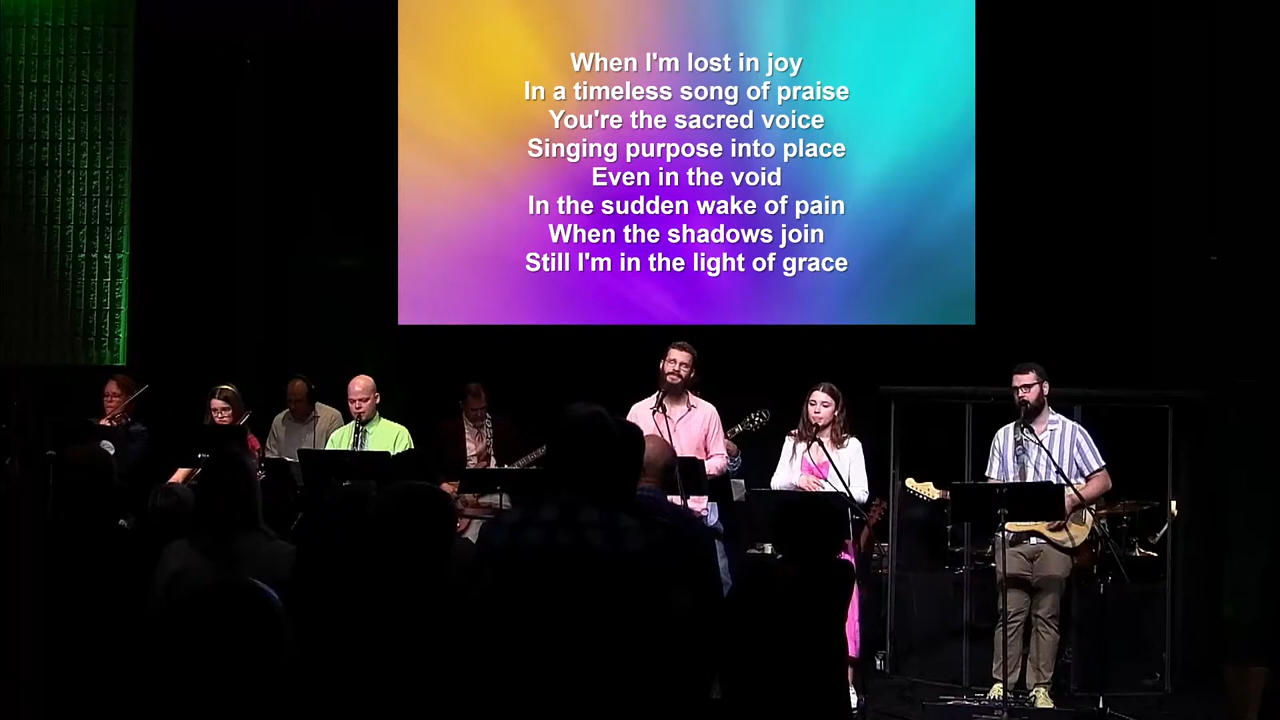 When I'm lost in joy
In a timeless song of praise
You're the sacred voice
Singing purpose into place
Even in the void
In the sudden wake of pain
When the shadows join
Still I'm in the light of grace